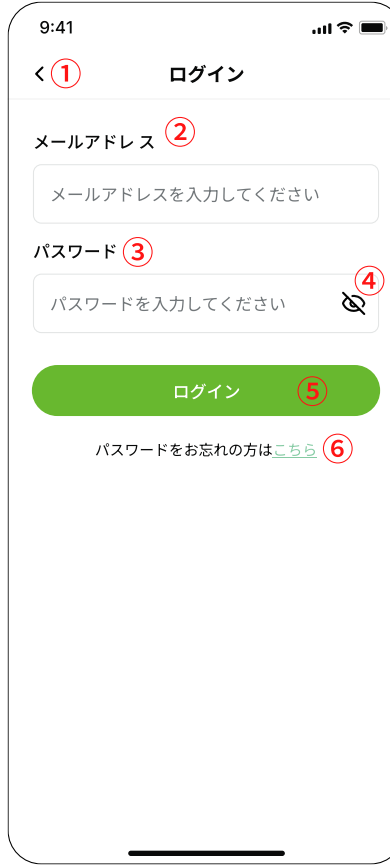 9:41
① ログイン
メールアドレス ②
メールアドレスを入力してください
パスワード ③
④
パスワードを入力してください
ログイン ⑤
パスワードをお忘れの方はこちら ⑥